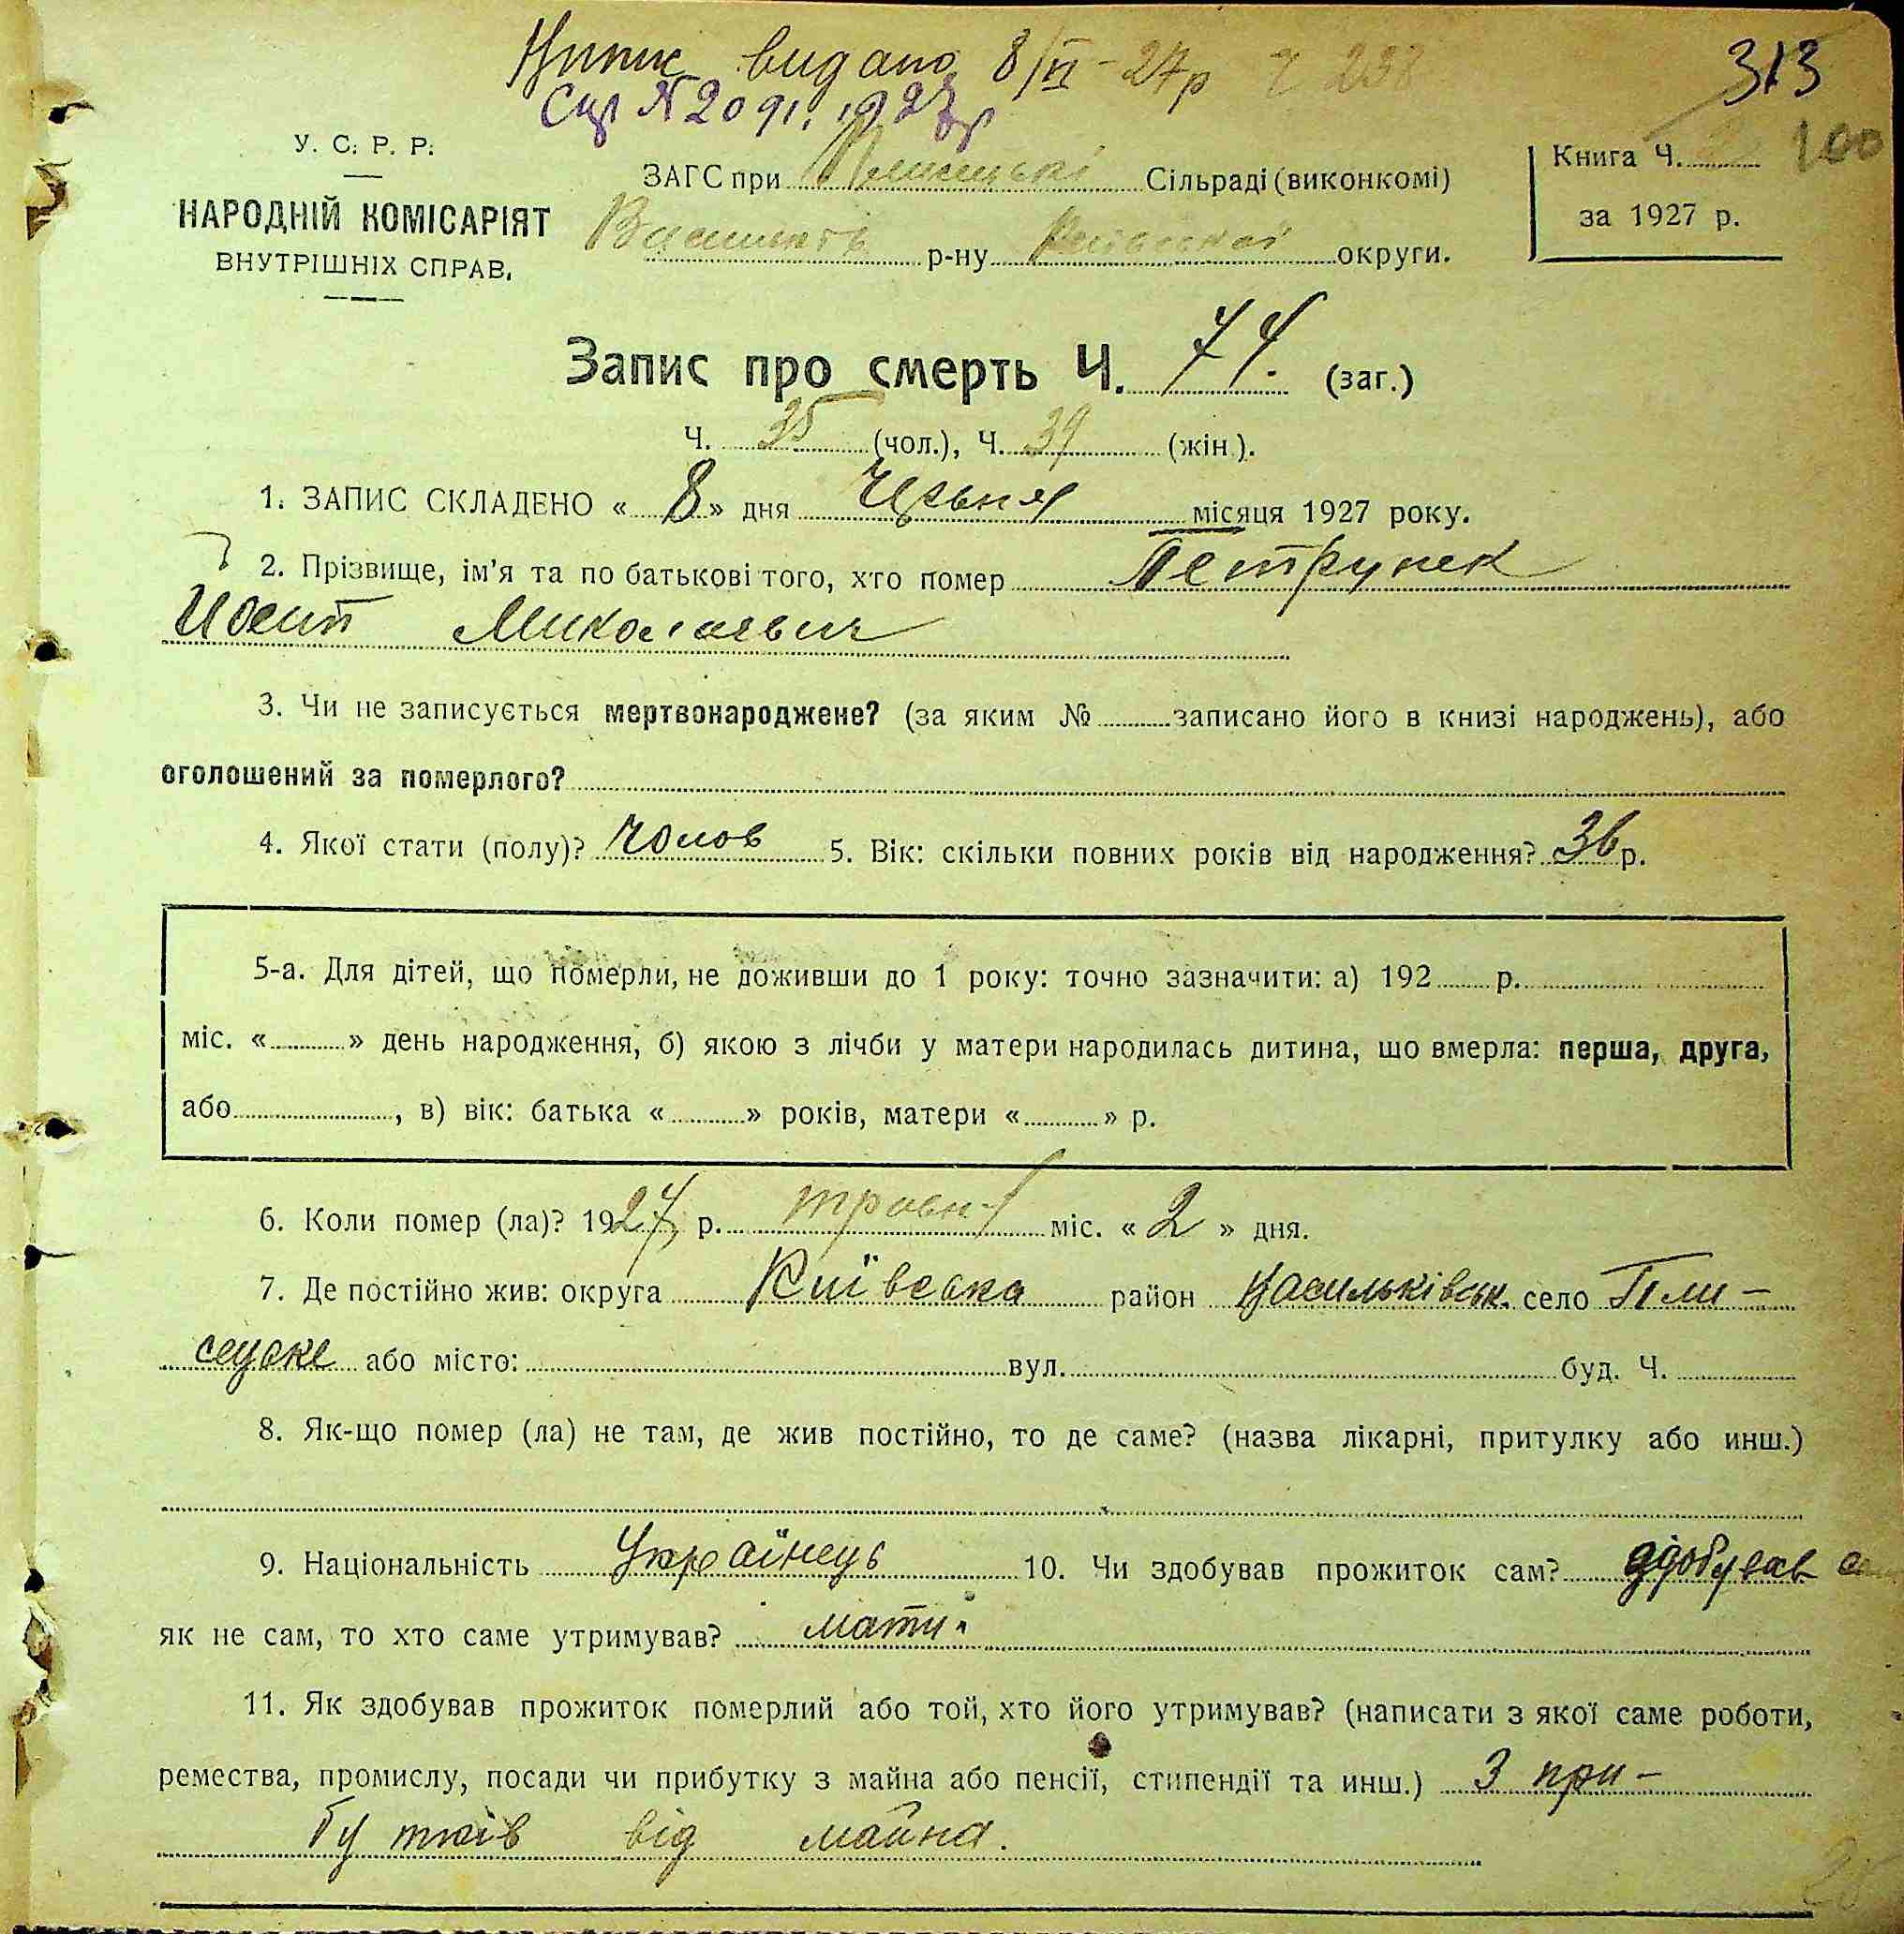 Випис видано 8/VI-27р ч 238
Спр № 2091, 1927р
313
100
У. С. Р. Р.
НАРОДНІЙ КОМІСАРІЯТ
ВНУТРІШНІХ СПРАВ.
ЗАГС при Плисецькі Сільраді (виконкомі)
р-ну округи.
Книга Ч.
за 1927 р.
Запис про смерть Ч. 74. (заг.)
Ч. 35 (чол.), Ч. 39 (жін.).
1. ЗАПИС СКЛАДЕНО « 8 » дня Червня місяця 1927 року.
2. Прізвище, ім'я та по батькові того, хто помер Петрунек
Йосип Миколаєвич
3. Чи не записується мертвонароджене? (за яким № записано його в книзі народжень), або
оголошений за померлого?
4. Якої стати (полу)? чолов 5. Вік: скільки повних років від народження? 36 р.
5-а. Для дітей, що померли, не доживши до 1 року: точно зазначити: а) 192 р.
міс. « » день народження, б) якою з лічби у матери народилась дитина, що вмерла: перша, друга,
або , в) вік: батька « » років, матери « » р.
6. Коли помер (ла)? 1927 р. травня міс. « 2 » дня.
7. Де постійно жив: округа Київська район Васильківськ. село Пли-
сецьке або місто: вул. буд. Ч.
8. Як-що помер (ла) не там, де жив постійно, то де саме? (назва лікарні, притулку або инш.)
9. Національність Українець 10. Чи здобував прожиток сам? здобував
як не сам, то хто саме утримував? мати
11. Як здобував прожиток померлий або той, хто його утримував? (написати з якої саме роботи,
ремества, промислу, посади чи прибутку з майна або пенсії, стипендії та инш.) З при-
бутків від майна.